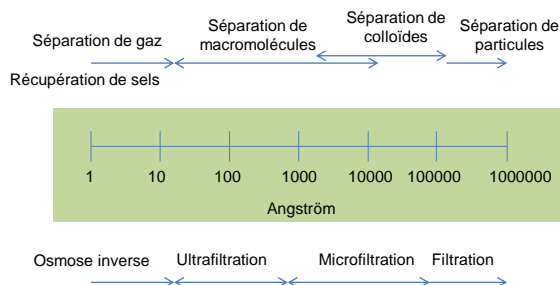 Séparation de gaz
Séparation de
macromolécules
Séparation de
colloïdes
Séparation de
particules
Récupération de sels
1 10 100 1000 10000 100000 1000000
Angström
Osmose inverse Ultrafiltration Microfiltration Filtration